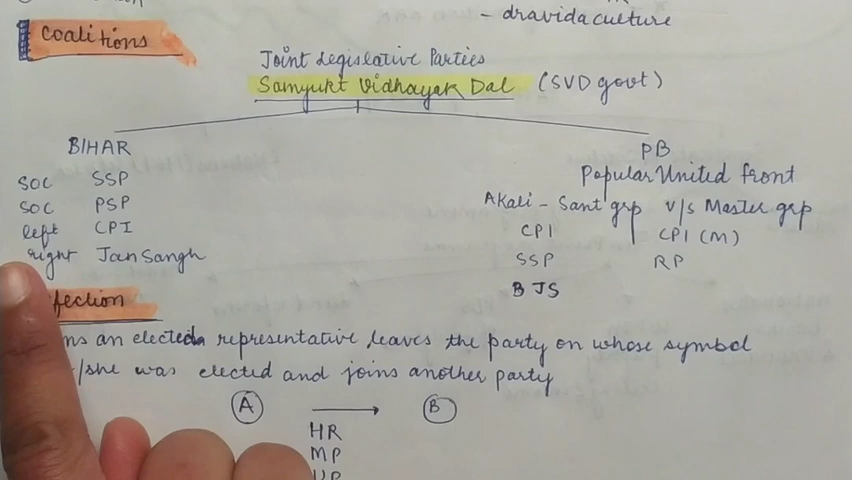 - dravida culture
Coalitions
Joint Legislative Parties
Samyukt Vidhayak Dal (SVD govt)
BIHAR
SOC SSP
SOC PSP
left CPI
right Jan Sangh
PB
Popular United front
Akali - Sant grp v/s Master grp
CPI CPI (M)
SSP RP
BJS
fection
ns an elected representative leaves the party on whose symbol
/she was elected and joins another party
A → B
HR
MP
UP